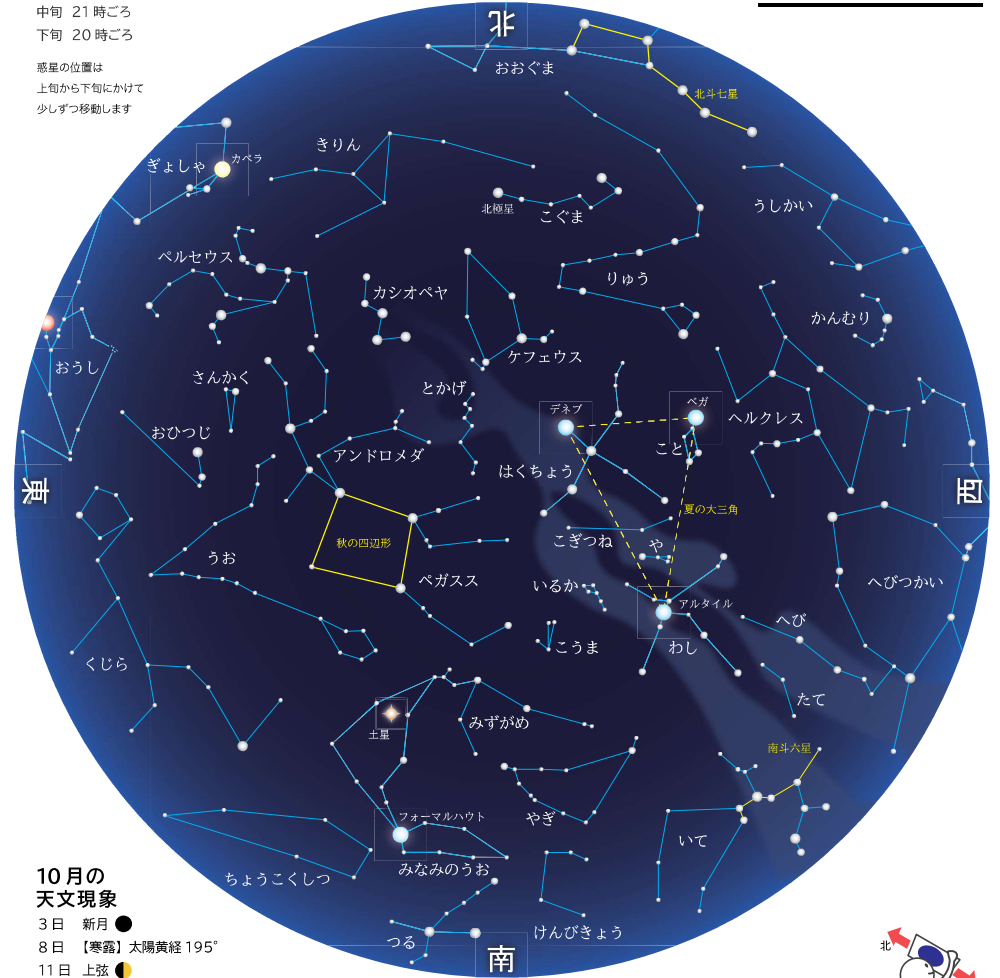 中旬 21時ごろ
下旬 20時ごろ
惑星の位置は
上旬から下旬にかけて
少しずつ移動します
北
おおぐま
北斗七星
きりん
カペラ
ぎょしゃ
北極星
こぐま
うしかい
ペルセウス
カシオペヤ
りゅう
かんむり
ケフェウス
おうし
さんかく
とかげ
デネブ
ベガ
ヘルクレス
おひつじ
アンドロメダ
こと
はくちょう
東
西
夏の大三角
秋の四辺形
こぎつね
や
うお
ペガスス
いるか
へびつかい
アルタイル
へび
こうま
わし
くじら
たて
みずがめ
土星
南斗六星
フォーマルハウト
やぎ
いて
みなみのうお
ちょうこくしつ
つる
けんびきょう
南
10月の
天文現象
3日 新月
8日 【寒露】太陽黄経195°
11日 上弦
北